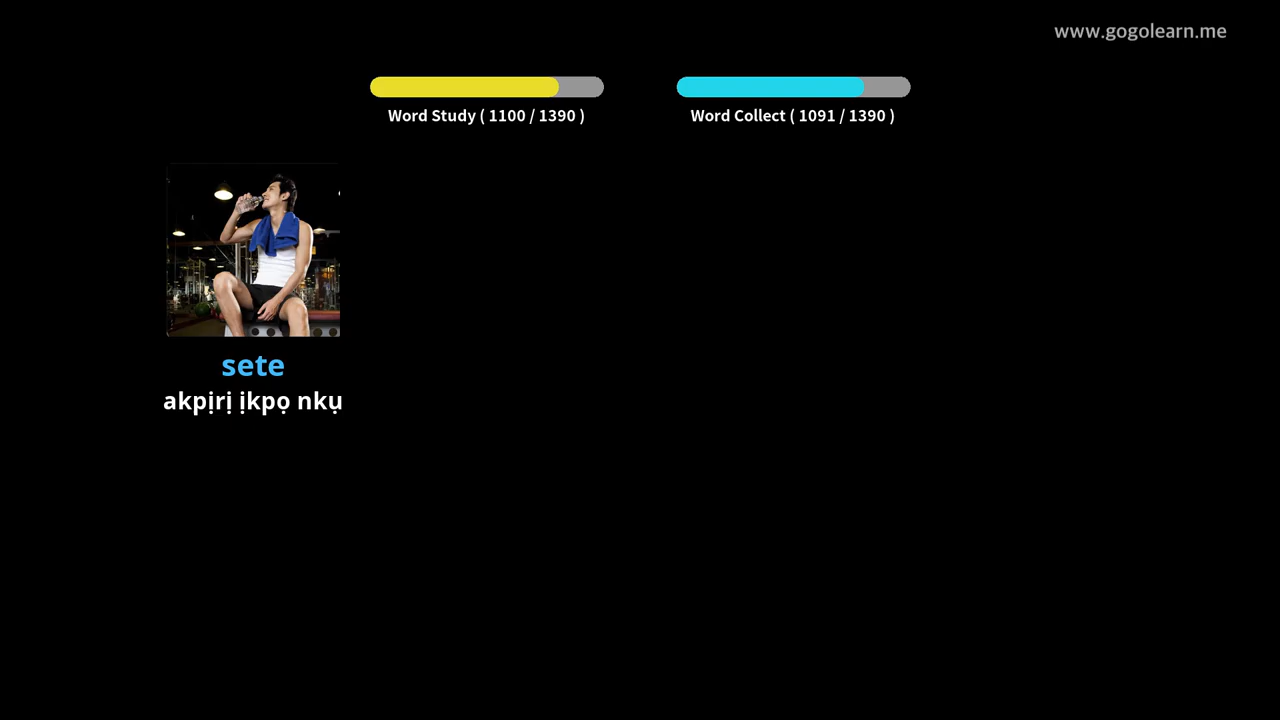 www.gogolearn.me
Word Study ( 1100 / 1390 )
Word Collect ( 1091 / 1390 )
sete
akpịrị ịkpọ nkụ